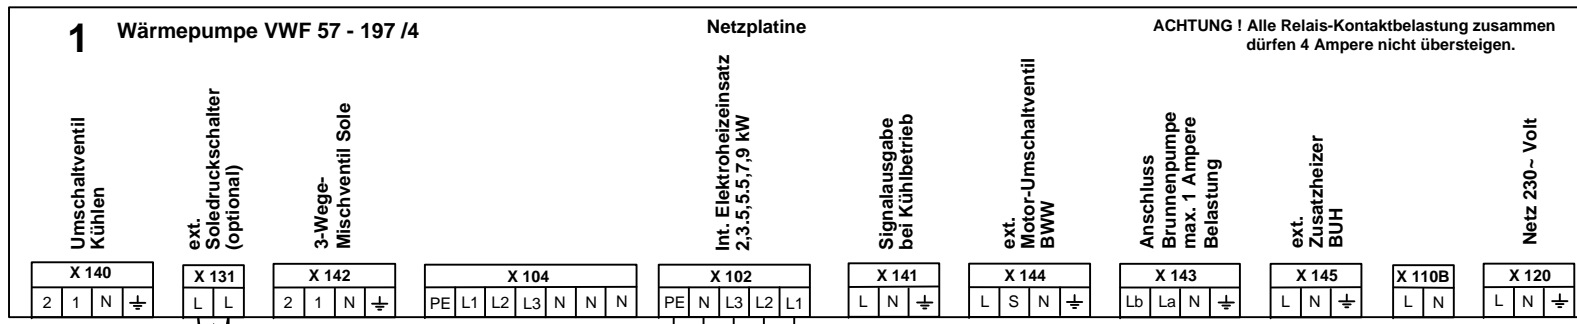 1
Wärmepumpe VWF 57 - 197 /4
Netzplatine
ACHTUNG ! Alle Relais-Kontaktbelastung zusammen
dürfen 4 Ampere nicht übersteigen.
Umschaltventil
Kühlen
ext.
Soledruckschalter
(optional)
3-Wege-
Mischventil Sole
Int. Elektroheizeinsatz
2,3.5,5.5,7,9 kW
Signalausgabe
bei Kühlbetrieb
ext.
Motor-Umschaltventil
BWW
Anschluss
Brunnenpumpe
max. 1 Ampere
Belastung
ext.
Zusatzheizer
BUH
Netz 230~ Volt
X 140
2 1 N ⏚
X 131
L L
X 142
2 1 N ⏚
X 104
PE L1 L2 L3 N N N
X 102
PE N L3 L2 L1
X 141
L N ⏚
X 144
L S N ⏚
X 143
Lb La N ⏚
X 145
L N ⏚
X 110B
L N
X 120
L N ⏚